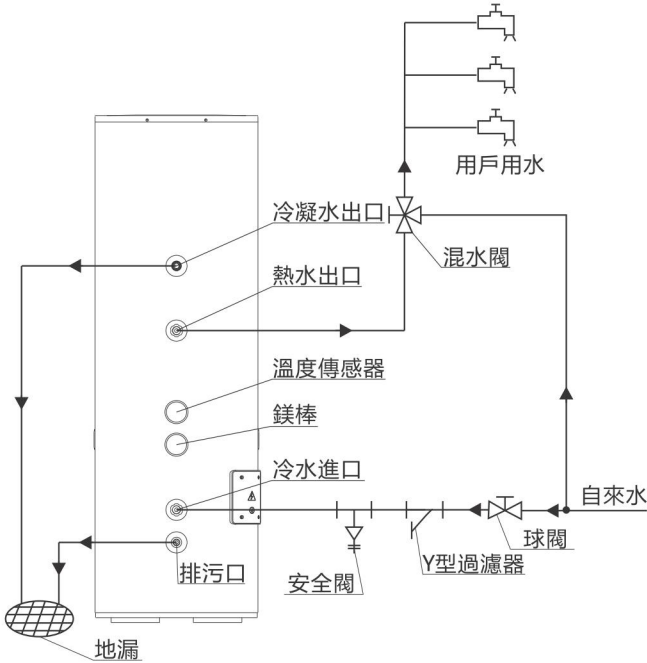 用戶用水
冷凝水出口
混水閥
熱水出口
溫度傳感器
鎂棒
冷水進口
自來水
球閥
Y型過濾器
排污口
安全閥
地漏